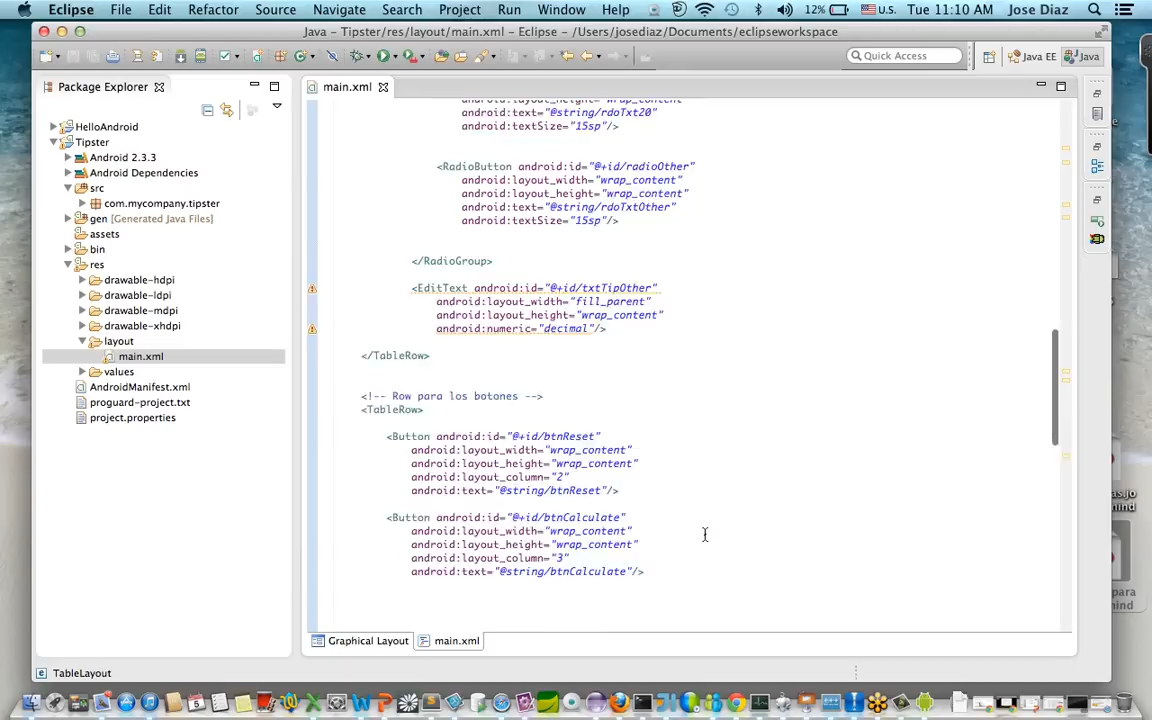 Eclipse File Edit Refactor Source Navigate Search Project Run Window Help 12% U.S. Tue 11:10 AM Jose Diaz
Java - Tipster/res/layout/main.xml - Eclipse - /Users/josediaz/Documents/eclipseworkspace
Quick Access Java EE Java
Package Explorer
main.xml
HelloAndroid
Tipster
Android 2.3.3
Android Dependencies
src
com.mycompany.tipster
gen [Generated Java Files]
assets
bin
res
drawable-hdpi
drawable-ldpi
drawable-mdpi
drawable-xhdpi
layout
main.xml
values
AndroidManifest.xml
proguard-project.txt
project.properties
android:layout_height="wrap_content"
android:text="@string/rdoTxt20"
android:textSize="15sp"/>
<RadioButton android:id="@+id/radioOther"
android:layout_width="wrap_content"
android:layout_height="wrap_content"
android:text="@string/rdoTxtOther"
android:textSize="15sp"/>
</RadioGroup>
<EditText android:id="@+id/txtTipOther"
android:layout_width="fill_parent"
android:layout_height="wrap_content"
android:numeric="decimal"/>
</TableRow>
<!-- Row para los botones -->
<TableRow>
<Button android:id="@+id/btnReset"
android:layout_width="wrap_content"
android:layout_height="wrap_content"
android:layout_column="2"
android:text="@string/btnReset"/>
<Button android:id="@+id/btnCalculate"
android:layout_width="wrap_content"
android:layout_height="wrap_content"
android:layout_column="3"
android:text="@string/btnCalculate"/>
Graphical Layout main.xml
TableLayout